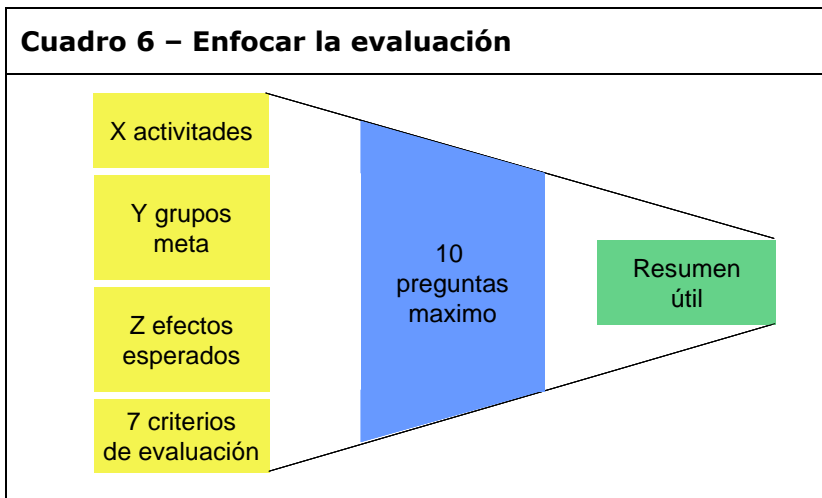 Cuadro 6 – Enfocar la evaluación
X activitades
Y grupos
meta
Z efectos
esperados
7 criterios
de evaluación
10
preguntas
maximo
Resumen
útil